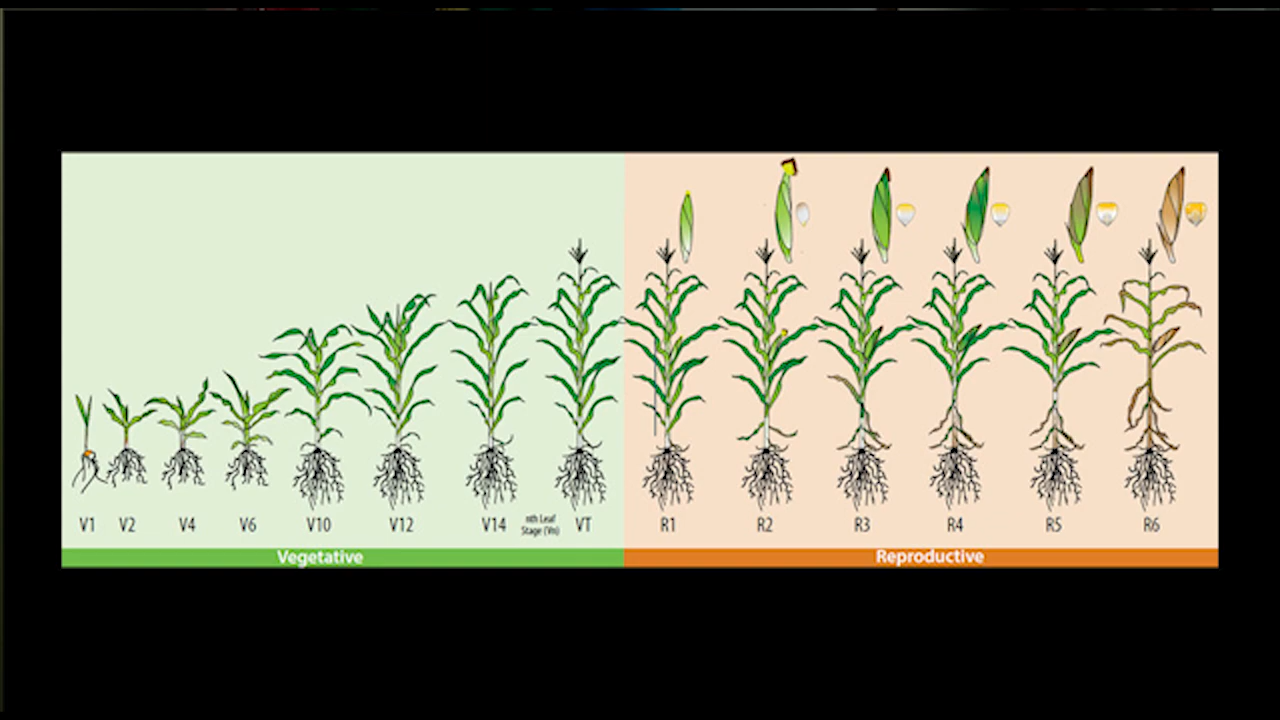 V1 V2 V4 V6 V10 V12 V14 nth Leaf Stage (Vn) VT R1 R2 R3 R4 R5 R6
Vegetative Reproductive